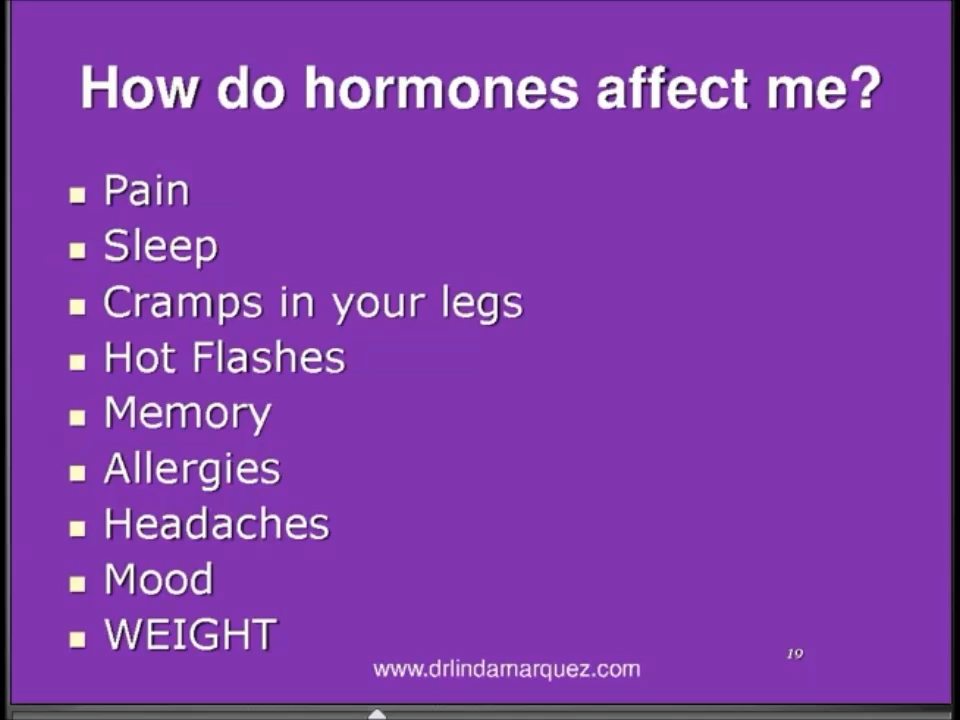 How do hormones affect me?
Pain
Sleep
Cramps in your legs
Hot Flashes
Memory
Allergies
Headaches
Mood
WEIGHT
19
www.drlindamarquez.com